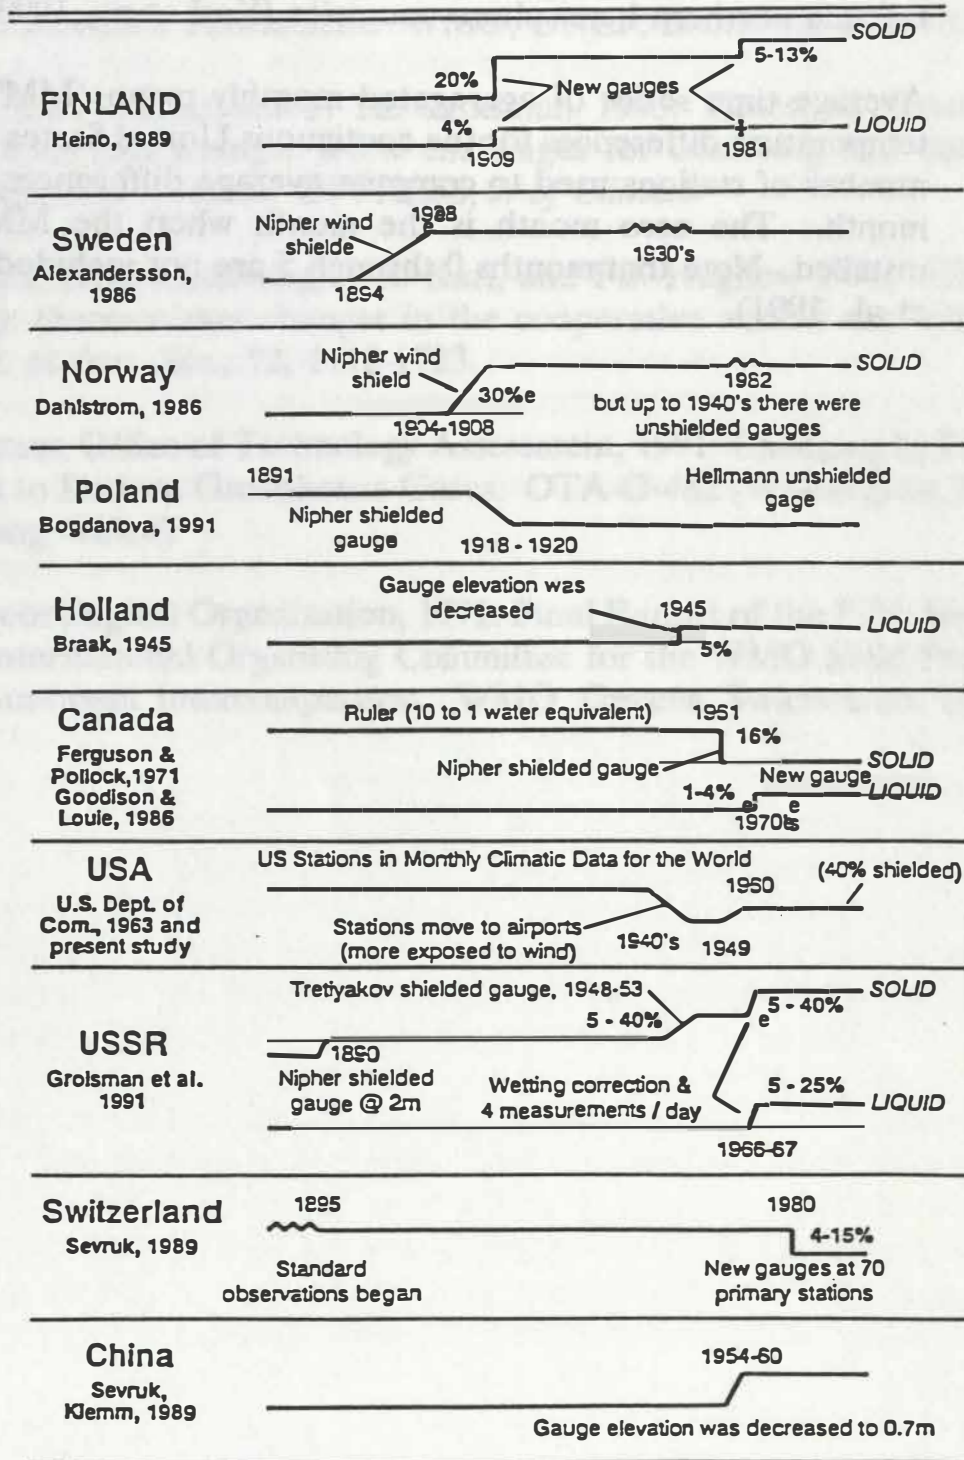 FINLAND
Heino, 1989
20%
4%
1909
New gauges
5-13%
SOLID
LIQUID
1981
Sweden
Alexandersson,
1986
Nipher wind
shielde
1894
e
1930's
Norway
Dahlstrom, 1986
Nipher wind
shield
30%e
1904-1908
SOLID
1982
but up to 1940's there were
unshielded gauges
Poland
Bogdanova, 1991
1891
Nipher shielded
gauge
1918 - 1920
Hellmann unshielded
gage
Holland
Braak, 1945
Gauge elevation was
decreased
1945
5%
LIQUID
Canada
Ferguson &
Pollock,1971
Goodison &
Louie, 1986
Ruler (10 to 1 water equivalent)
1951
16%
Nipher shielded gauge
SOLID
New gauge
1-4%
LIQUID
e
e
USA
U.S. Dept. of
Com., 1963 and
present study
US Stations in Monthly Climatic Data for the World
1960
(40% shielded)
Stations move to airports
(more exposed to wind)
1940's
1949
USSR
Groisman et al.
1991
Tretiyakov shielded gauge, 1948-53
5 - 40%
SOLID
5 - 40%
e
1890
Nipher shielded
gauge @ 2m
Wetting correction &
4 measurements / day
5 - 25%
LIQUID
1966-67
Switzerland
Sevruk, 1989
1895
Standard
observations began
1980
4-15%
New gauges at 70
primary stations
China
Sevruk,
Klemm, 1989
1954-60
Gauge elevation was decreased to 0.7m